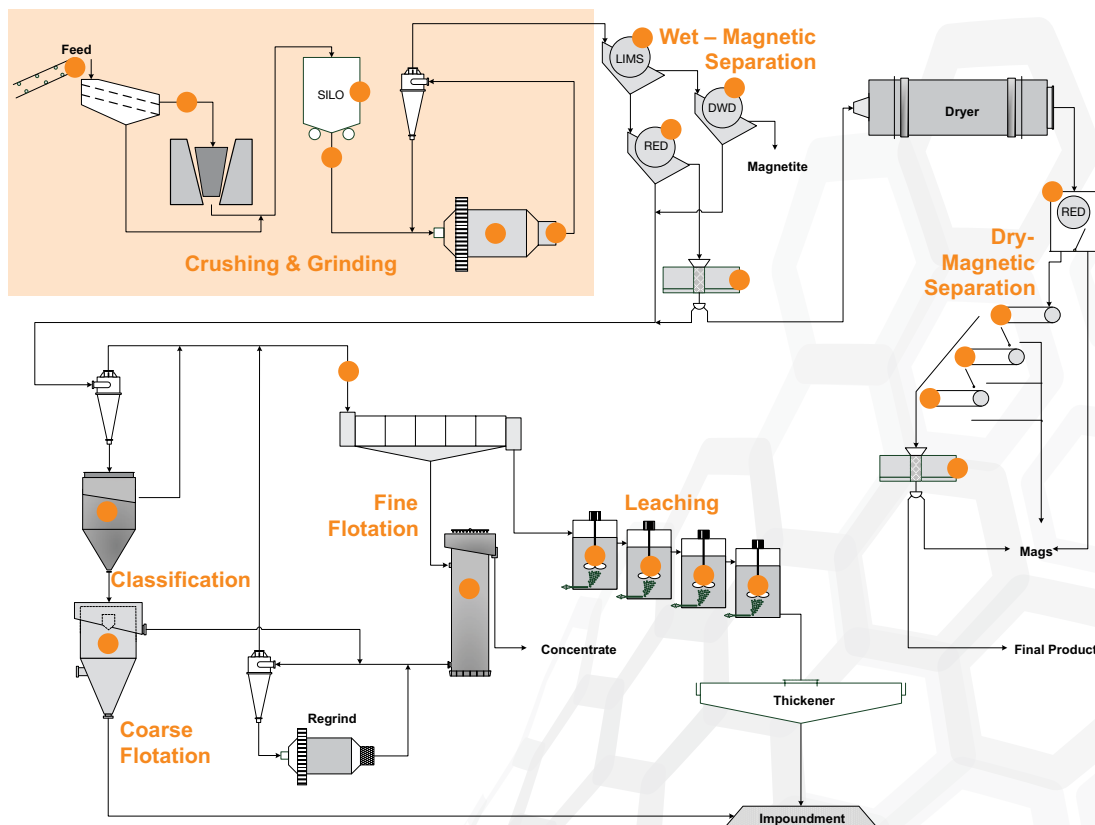 Feed
SILO
Crushing & Grinding
LIMS
Wet – Magnetic
Separation
DWD
RED
Magnetite
Dryer
RED
Dry-
Magnetic
Separation
Fine
Flotation
Leaching
Classification
Mags
Concentrate
Final Product
Thickener
Regrind
Coarse
Flotation
Impoundment